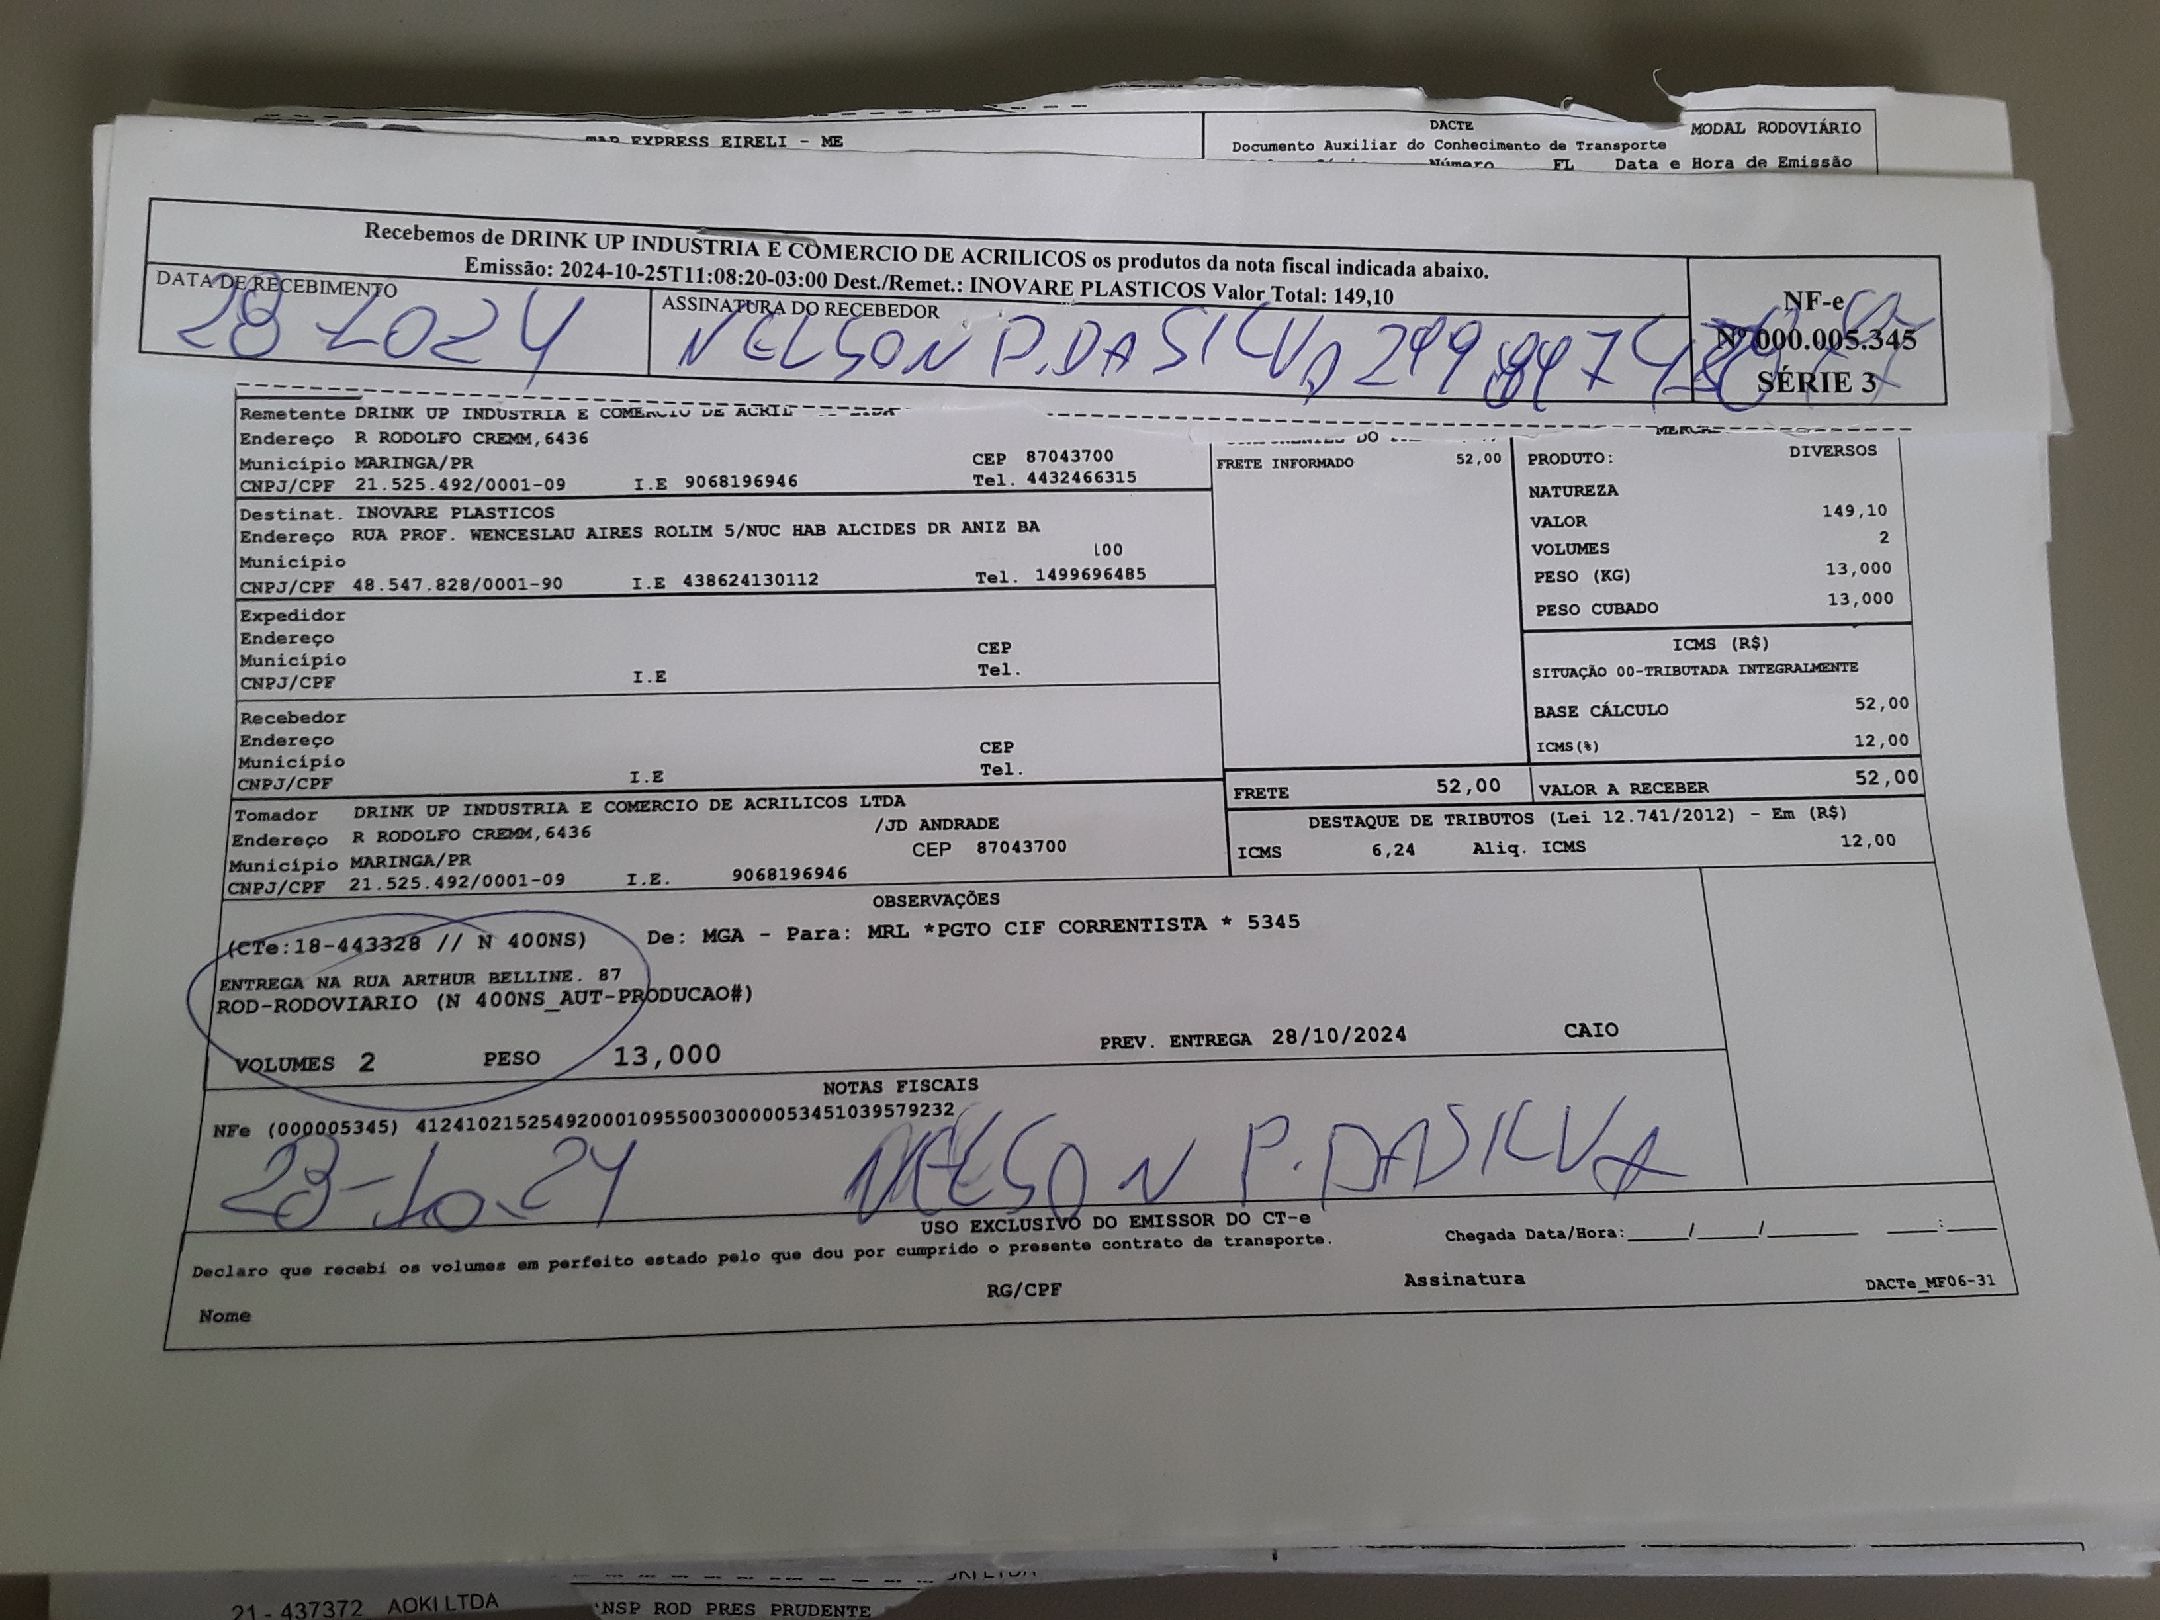 EXPRESS EIRELI - ME
DACTE
MODAL RODOVIÁRIO
Documento Auxiliar do Conhecimento de Transporte
Número FL Data e Hora de Emissão
Recebemos de DRINK UP INDUSTRIA E COMERCIO DE ACRILICOS os produtos da nota fiscal indicada abaixo.
Emissão: 2024-10-25T11:08:20-03:00 Dest./Remet.: INOVARE PLASTICOS Valor Total: 149,10
DATA DE RECEBIMENTO
ASSINATURA DO RECEBEDOR
28 1024
NELSON P. DA SILVA
NF-e
Nº 000.005.345
SÉRIE 3
Remetente DRINK UP INDUSTRIA E COMERCIO DE ACRIL
Endereço R RODOLFO CREMM,6436
Município MARINGA/PR CEP 87043700
CNPJ/CPF 21.525.492/0001-09 I.E 9068196946 Tel. 4432466315
Destinat. INOVARE PLASTICOS
Endereço RUA PROF. WENCESLAU AIRES ROLIM 5/NUC HAB ALCIDES DR ANIZ BA
Município
CNPJ/CPF 48.547.828/0001-90 I.E 438624130112 Tel. 1499696485
Expedidor
Endereço
Município CEP
CNPJ/CPF I.E Tel.
Recebedor
Endereço
Município CEP
CNPJ/CPF I.E Tel.
Tomador DRINK UP INDUSTRIA E COMERCIO DE ACRILICOS LTDA
Endereço R RODOLFO CREMM,6436 /JD ANDRADE
Município MARINGA/PR CEP 87043700
CNPJ/CPF 21.525.492/0001-09 I.E. 9068196946
FRETE INFORMADO 52,00
PRODUTO: DIVERSOS
NATUREZA
VALOR 149,10
VOLUMES 2
PESO (KG) 13,000
PESO CUBADO 13,000
ICMS (R$)
SITUAÇÃO 00-TRIBUTADA INTEGRALMENTE
BASE CÁLCULO 52,00
ICMS(%) 12,00
FRETE 52,00 VALOR A RECEBER 52,00
DESTAQUE DE TRIBUTOS (Lei 12.741/2012) - Em (R$)
ICMS 6,24 Aliq. ICMS 12,00
OBSERVAÇÕES
(CTe:18-443328 // N 400NS) De: MGA - Para: MRL *PGTO CIF CORRENTISTA * 5345
ENTREGA NA RUA ARTHUR BELLINE. 87
ROD-RODOVIARIO (N 400NS_AUT-PRODUCAO#)
VOLUMES 2 PESO 13,000 PREV. ENTREGA 28/10/2024 CAIO
NOTAS FISCAIS
NFe (000005345) 41241021525492000109550030000053451039579232
28-10-24 NELSON P. DA SILVA
USO EXCLUSIVO DO EMISSOR DO CT-e
Declaro que recebi os volumes em perfeito estado pelo que dou por cumprido o presente contrato de transporte.
Chegada Data/Hora:_____/_____/_______ ____:____
Nome RG/CPF Assinatura DACTe_MF06-31
21 - 437372 AOKI LTDA
NSP ROD PRES PRUDENTE